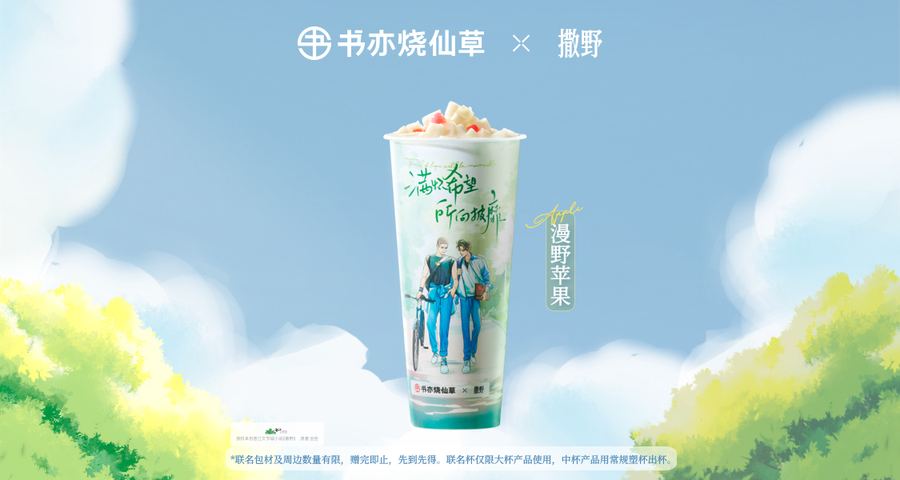 书亦烧仙草 × 撒野
满怀希望
所向披靡
Apple
漫野苹果
书亦烧仙草 × 撒野
*联名包材及周边数量有限，赠完即止，先到先得。联名杯仅限大杯产品使用，中杯产品用常规塑杯出杯。